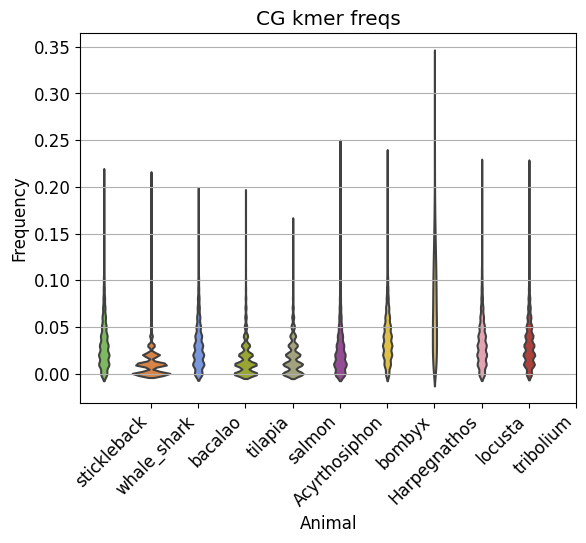 CG kmer freqs
0.35
0.30
0.25
0.20
0.15
0.10
0.05
0.00
Frequency
stickleback
whale_shark
bacalao
tilapia
salmon
Acyrthosiphon
bombyx
Harpegnathos
locusta
tribolium
Animal